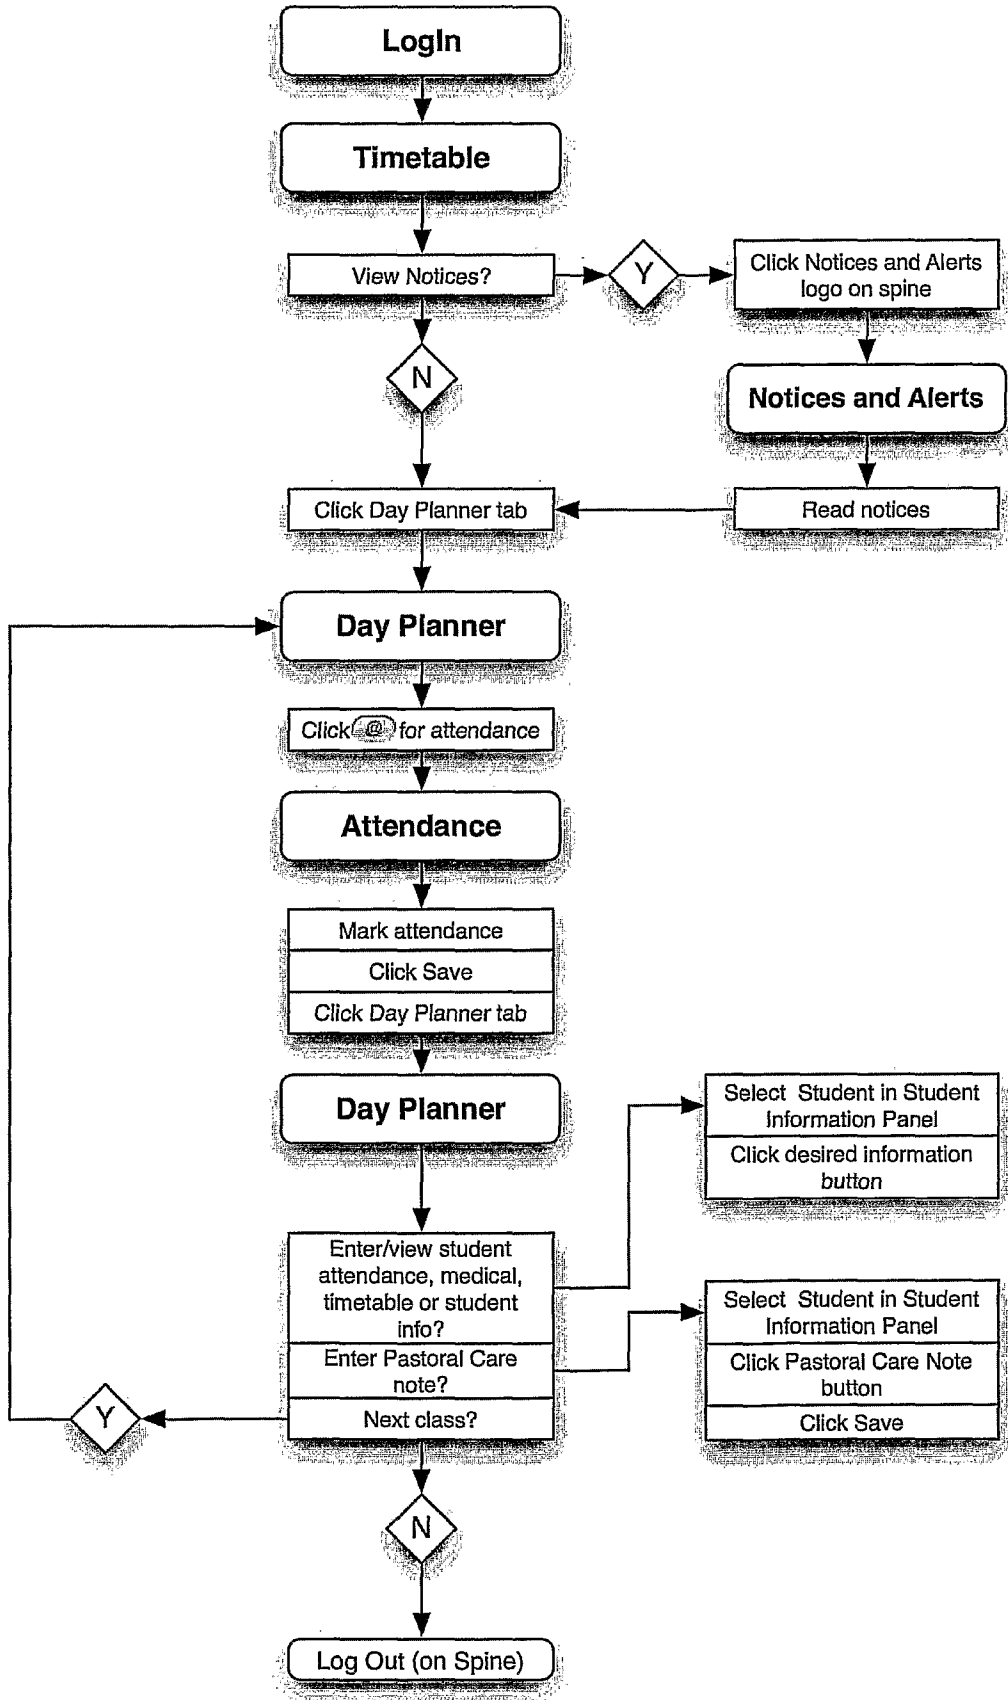 LogIn
Timetable
View Notices?
Y
Click Notices and Alerts
logo on spine
N
Notices and Alerts
Click Day Planner tab
Read notices
Day Planner
Click @ for attendance
Attendance
Mark attendance
Click Save
Click Day Planner tab
Day Planner
Select Student in Student
Information Panel
Click desired information
button
Enter/view student
attendance, medical,
timetable or student
info?
Enter Pastoral Care
note?
Next class?
Select Student in Student
Information Panel
Click Pastoral Care Note
button
Click Save
Y
N
Log Out (on Spine)